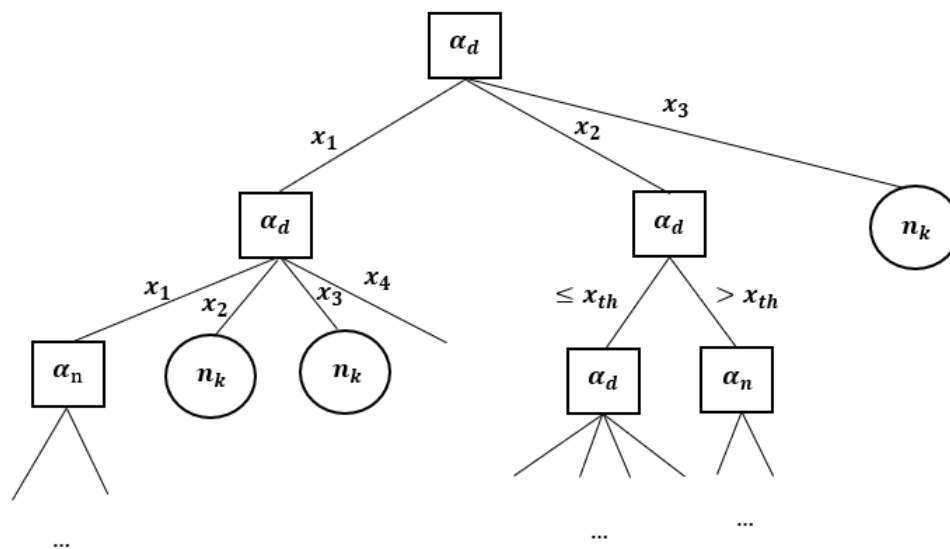 α_d
x_3
x_1
x_2
α_d
α_d
n_k
x_1
x_2
x_3
x_4
≤ x_th
> x_th
α_n
n_k
n_k
α_d
α_n
...
...
...